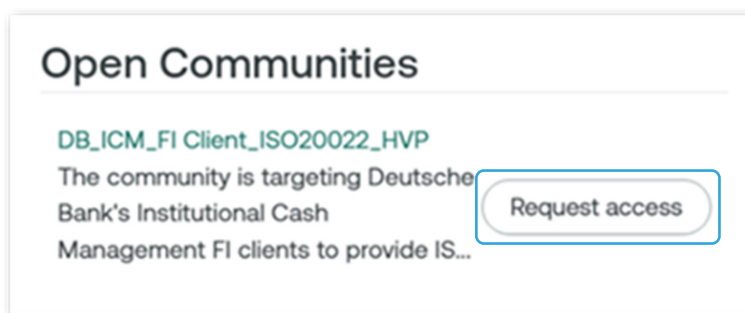 Open Communities
DB_ICM_FI Client_ISO20022_HVP
The community is targeting Deutsche
Bank's Institutional Cash
Management FI clients to provide IS...
Request access